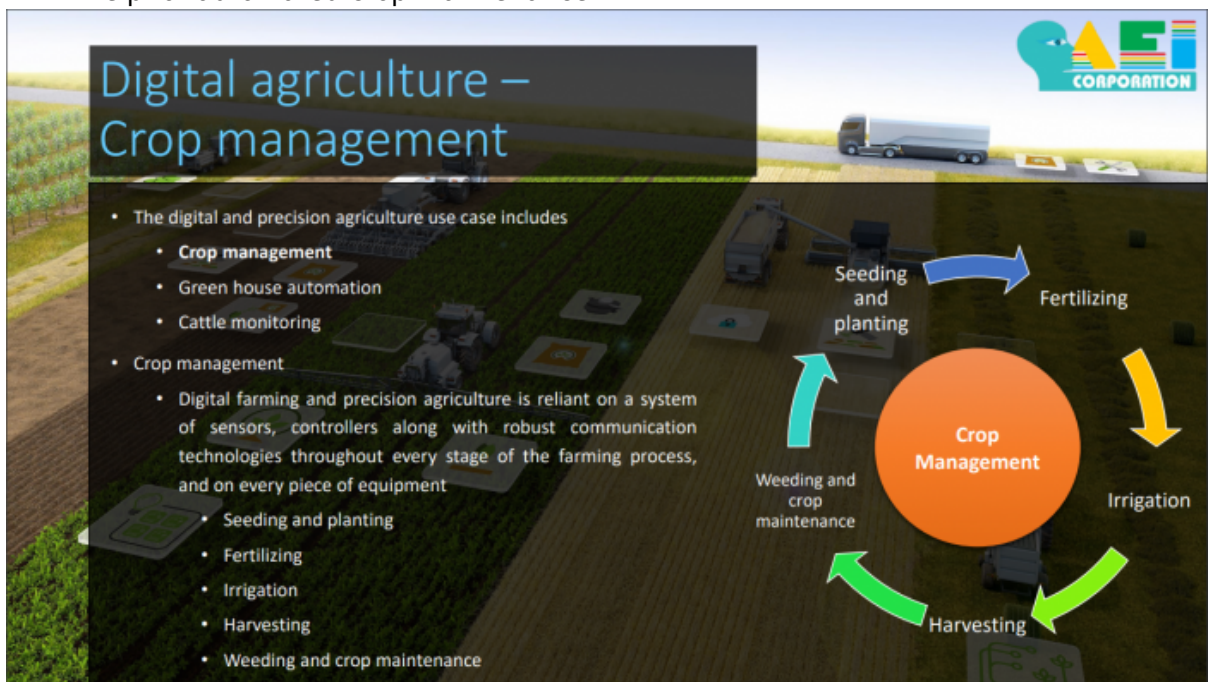 Digital agriculture –
Crop management
AEi
CORPORATION
• The digital and precision agriculture use case includes
• Crop management
• Green house automation
• Cattle monitoring
• Crop management
• Digital farming and precision agriculture is reliant on a system
of sensors, controllers along with robust communication
technologies throughout every stage of the farming process,
and on every piece of equipment
• Seeding and planting
• Fertilizing
• Irrigation
• Harvesting
• Weeding and crop maintenance
Seeding
and
planting
Fertilizing
Crop
Management
Irrigation
Harvesting
Weeding and
crop
maintenance